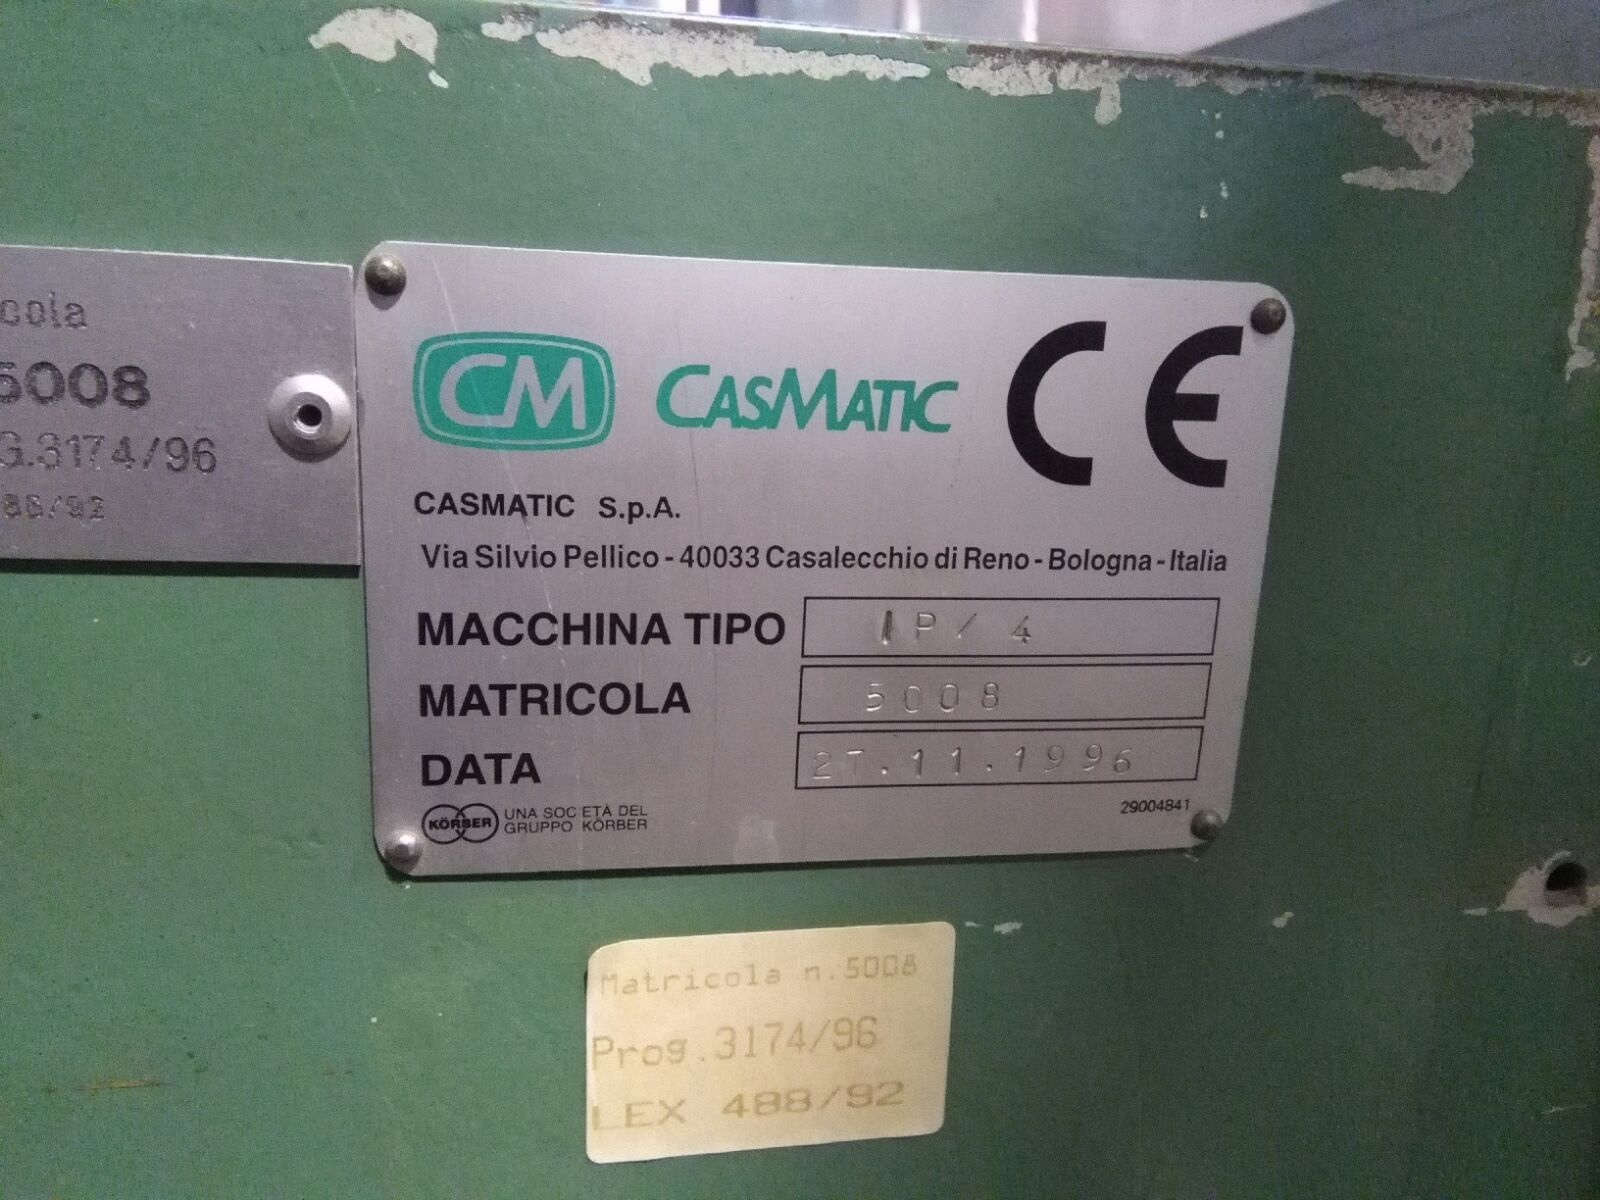 cola
5008
G.3174/96
88/92
CM CASMATIC CE
CASMATIC S.p.A.
Via Silvio Pellico - 40033 Casalecchio di Reno - Bologna - Italia
MACCHINA TIPO IP/4
MATRICOLA 5008
DATA 27.11.1996
KÖRBER UNA SOCIETÀ DEL
GRUPPO KÖRBER
29004841
Matricola n.5008
Prog.3174/96
LEX 488/92